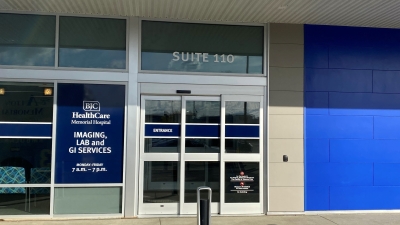 SUITE 110
BJC
HealthCare
Memorial Hospital
IMAGING,
LAB and
GI SERVICES
MONDAY-FRIDAY
7 A.M. – 7 P.M.
ENTRANCE